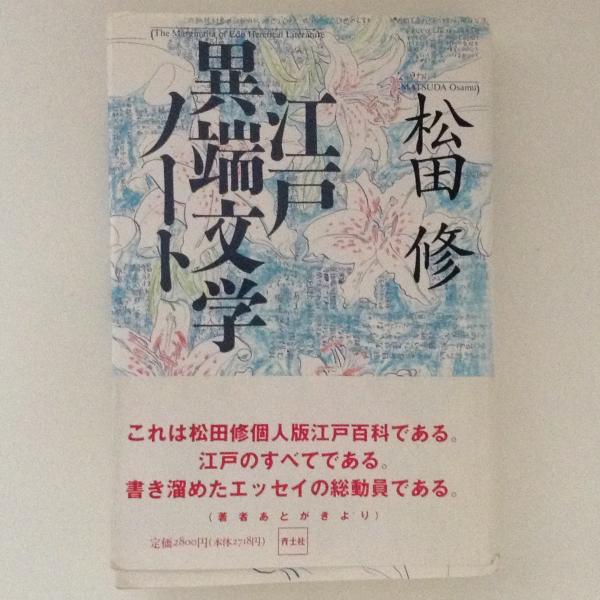 (The Marginalia of Edo Heretical Literature
江戸
異端文学
ノート
MATSUDA Osamu)
松田 修
これは松田修個人版江戸百科である。
江戸のすべてである。
書き溜めたエッセイの総動員である。
(著者あとがきより)
定価2800円(本体2718円)
青土社